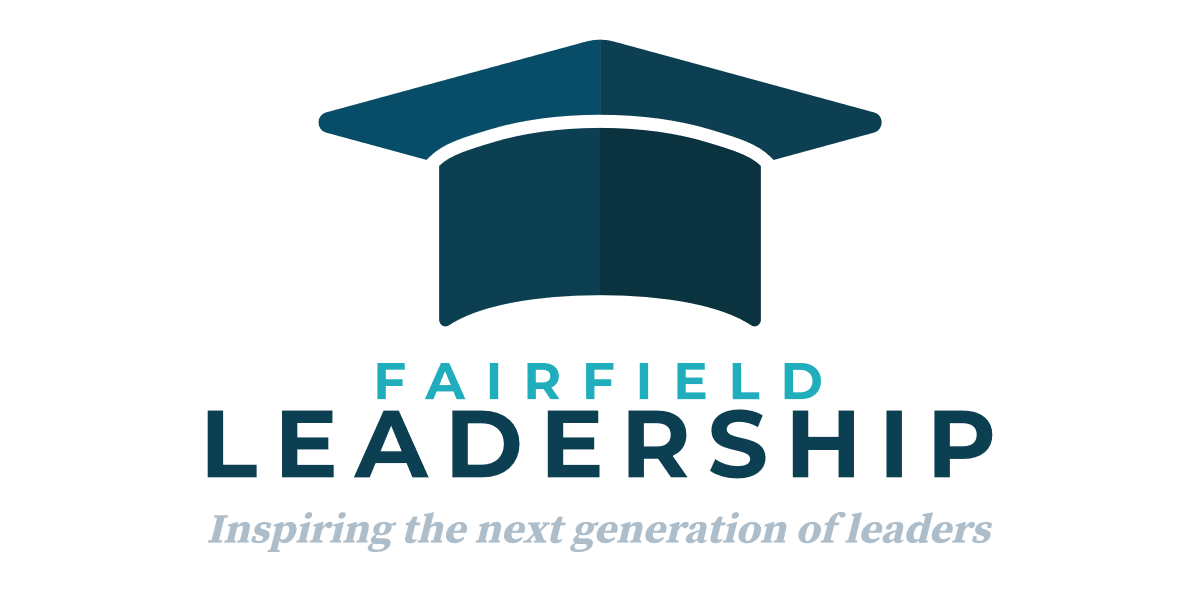 FAIRFIELD
LEADERSHIP
Inspiring the next generation of leaders